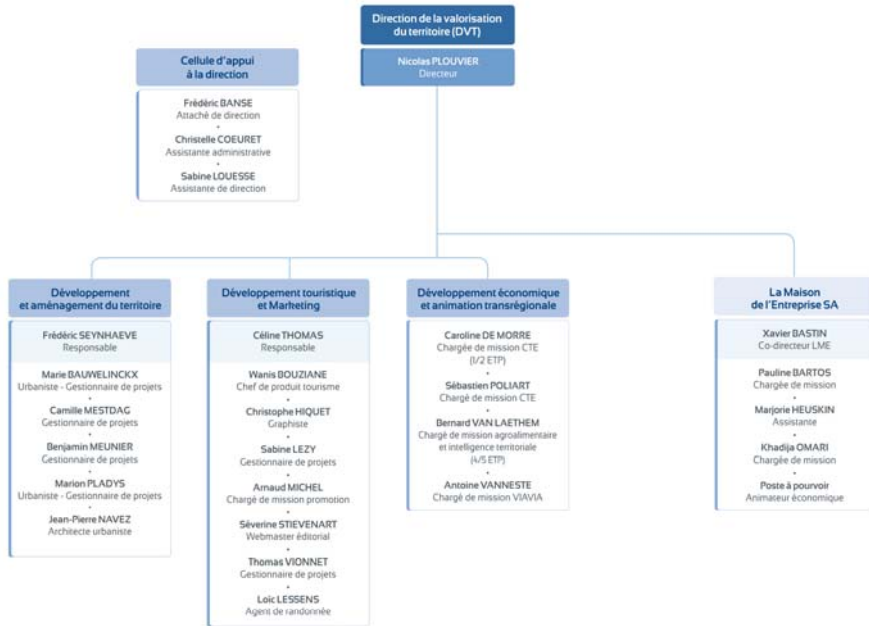 Direction de la valorisation
du territoire (DVT)
Nicolas PLOUVIER
Directeur
Cellule d'appui
à la direction
Frédéric BANSE
Attaché de direction
•
Christelle COEURET
Assistante administrative
•
Sabine LOUESSE
Assistante de direction
Développement
et aménagement du territoire
Frédéric SEYNHAEVE
Responsable
Marie BAUWELINCKX
Urbaniste - Gestionnaire de projets
•
Camille MESTDAG
Gestionnaire de projets
•
Benjamin MEUNIER
Gestionnaire de projets
•
Marion PLADYS
Urbaniste - Gestionnaire de projets
•
Jean-Pierre NAVEZ
Architecte urbaniste
Développement touristique
et Marketing
Céline THOMAS
Responsable
Wanis BOUZIANE
Chef de produit tourisme
•
Christophe HIQUET
Graphiste
•
Sabine LEZY
Gestionnaire de projets
•
Arnaud MICHEL
Chargé de mission promotion
•
Séverine STIEVENART
Webmaster éditorial
•
Thomas VIONNET
Gestionnaire de projets
•
Loïc LESSENS
Agent de randonnée
Développement économique
et animation transrégionale
Caroline DE MORRE
Chargée de mission CTE
(1/2 ETP)
•
Sébastien POLIART
Chargé de mission CTE
•
Bernard VAN LAETHEM
Chargé de mission agroalimentaire
et intelligence territoriale
(4/5 ETP)
•
Antoine VANNESTE
Chargé de mission VIAVIA
La Maison
de l'Entreprise SA
Xavier BASTIN
Co-directeur LME
Pauline BARTOS
Chargée de mission
•
Marjorie HEUSKIN
Assistante
•
Khadija OMARI
Chargée de mission
•
Poste à pourvoir
Animateur économique